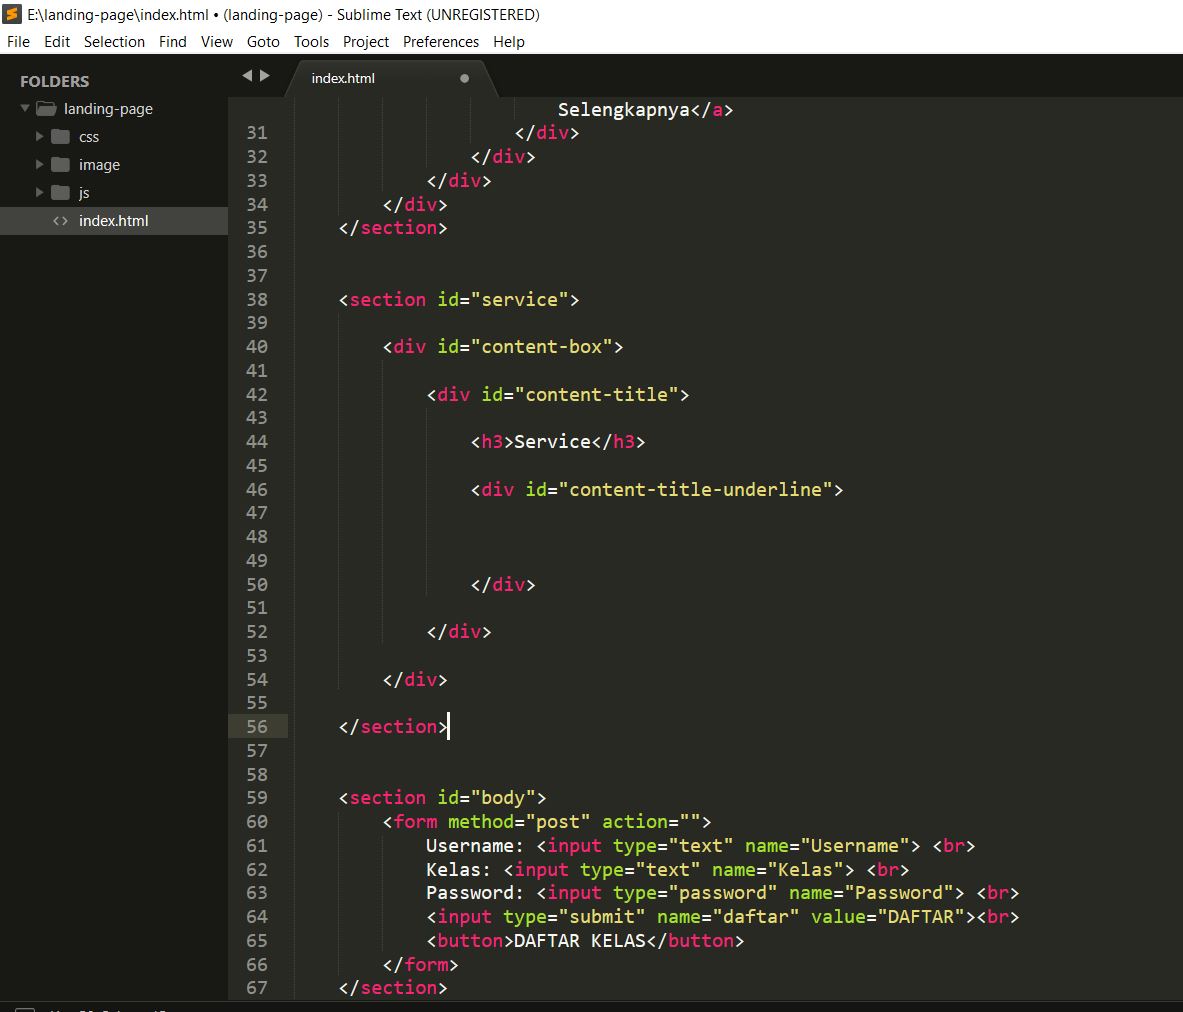 E:\landing-page\index.html • (landing-page) - Sublime Text (UNREGISTERED)
File Edit Selection Find View Goto Tools Project Preferences Help
FOLDERS
landing-page
css
image
js
index.html
index.html
Selengkapnya</a>
31 </div>
32 </div>
33 </div>
34 </div>
35 </section>
36
37
38 <section id="service">
39
40 <div id="content-box">
41
42 <div id="content-title">
43
44 <h3>Service</h3>
45
46 <div id="content-title-underline">
47
48
49
50 </div>
51
52 </div>
53
54 </div>
55
56 </section>
57
58
59 <section id="body">
60 <form method="post" action="">
61 Username: <input type="text" name="Username"> <br>
62 Kelas: <input type="text" name="Kelas"> <br>
63 Password: <input type="password" name="Password"> <br>
64 <input type="submit" name="daftar" value="DAFTAR"><br>
65 <button>DAFTAR KELAS</button>
66 </form>
67 </section>